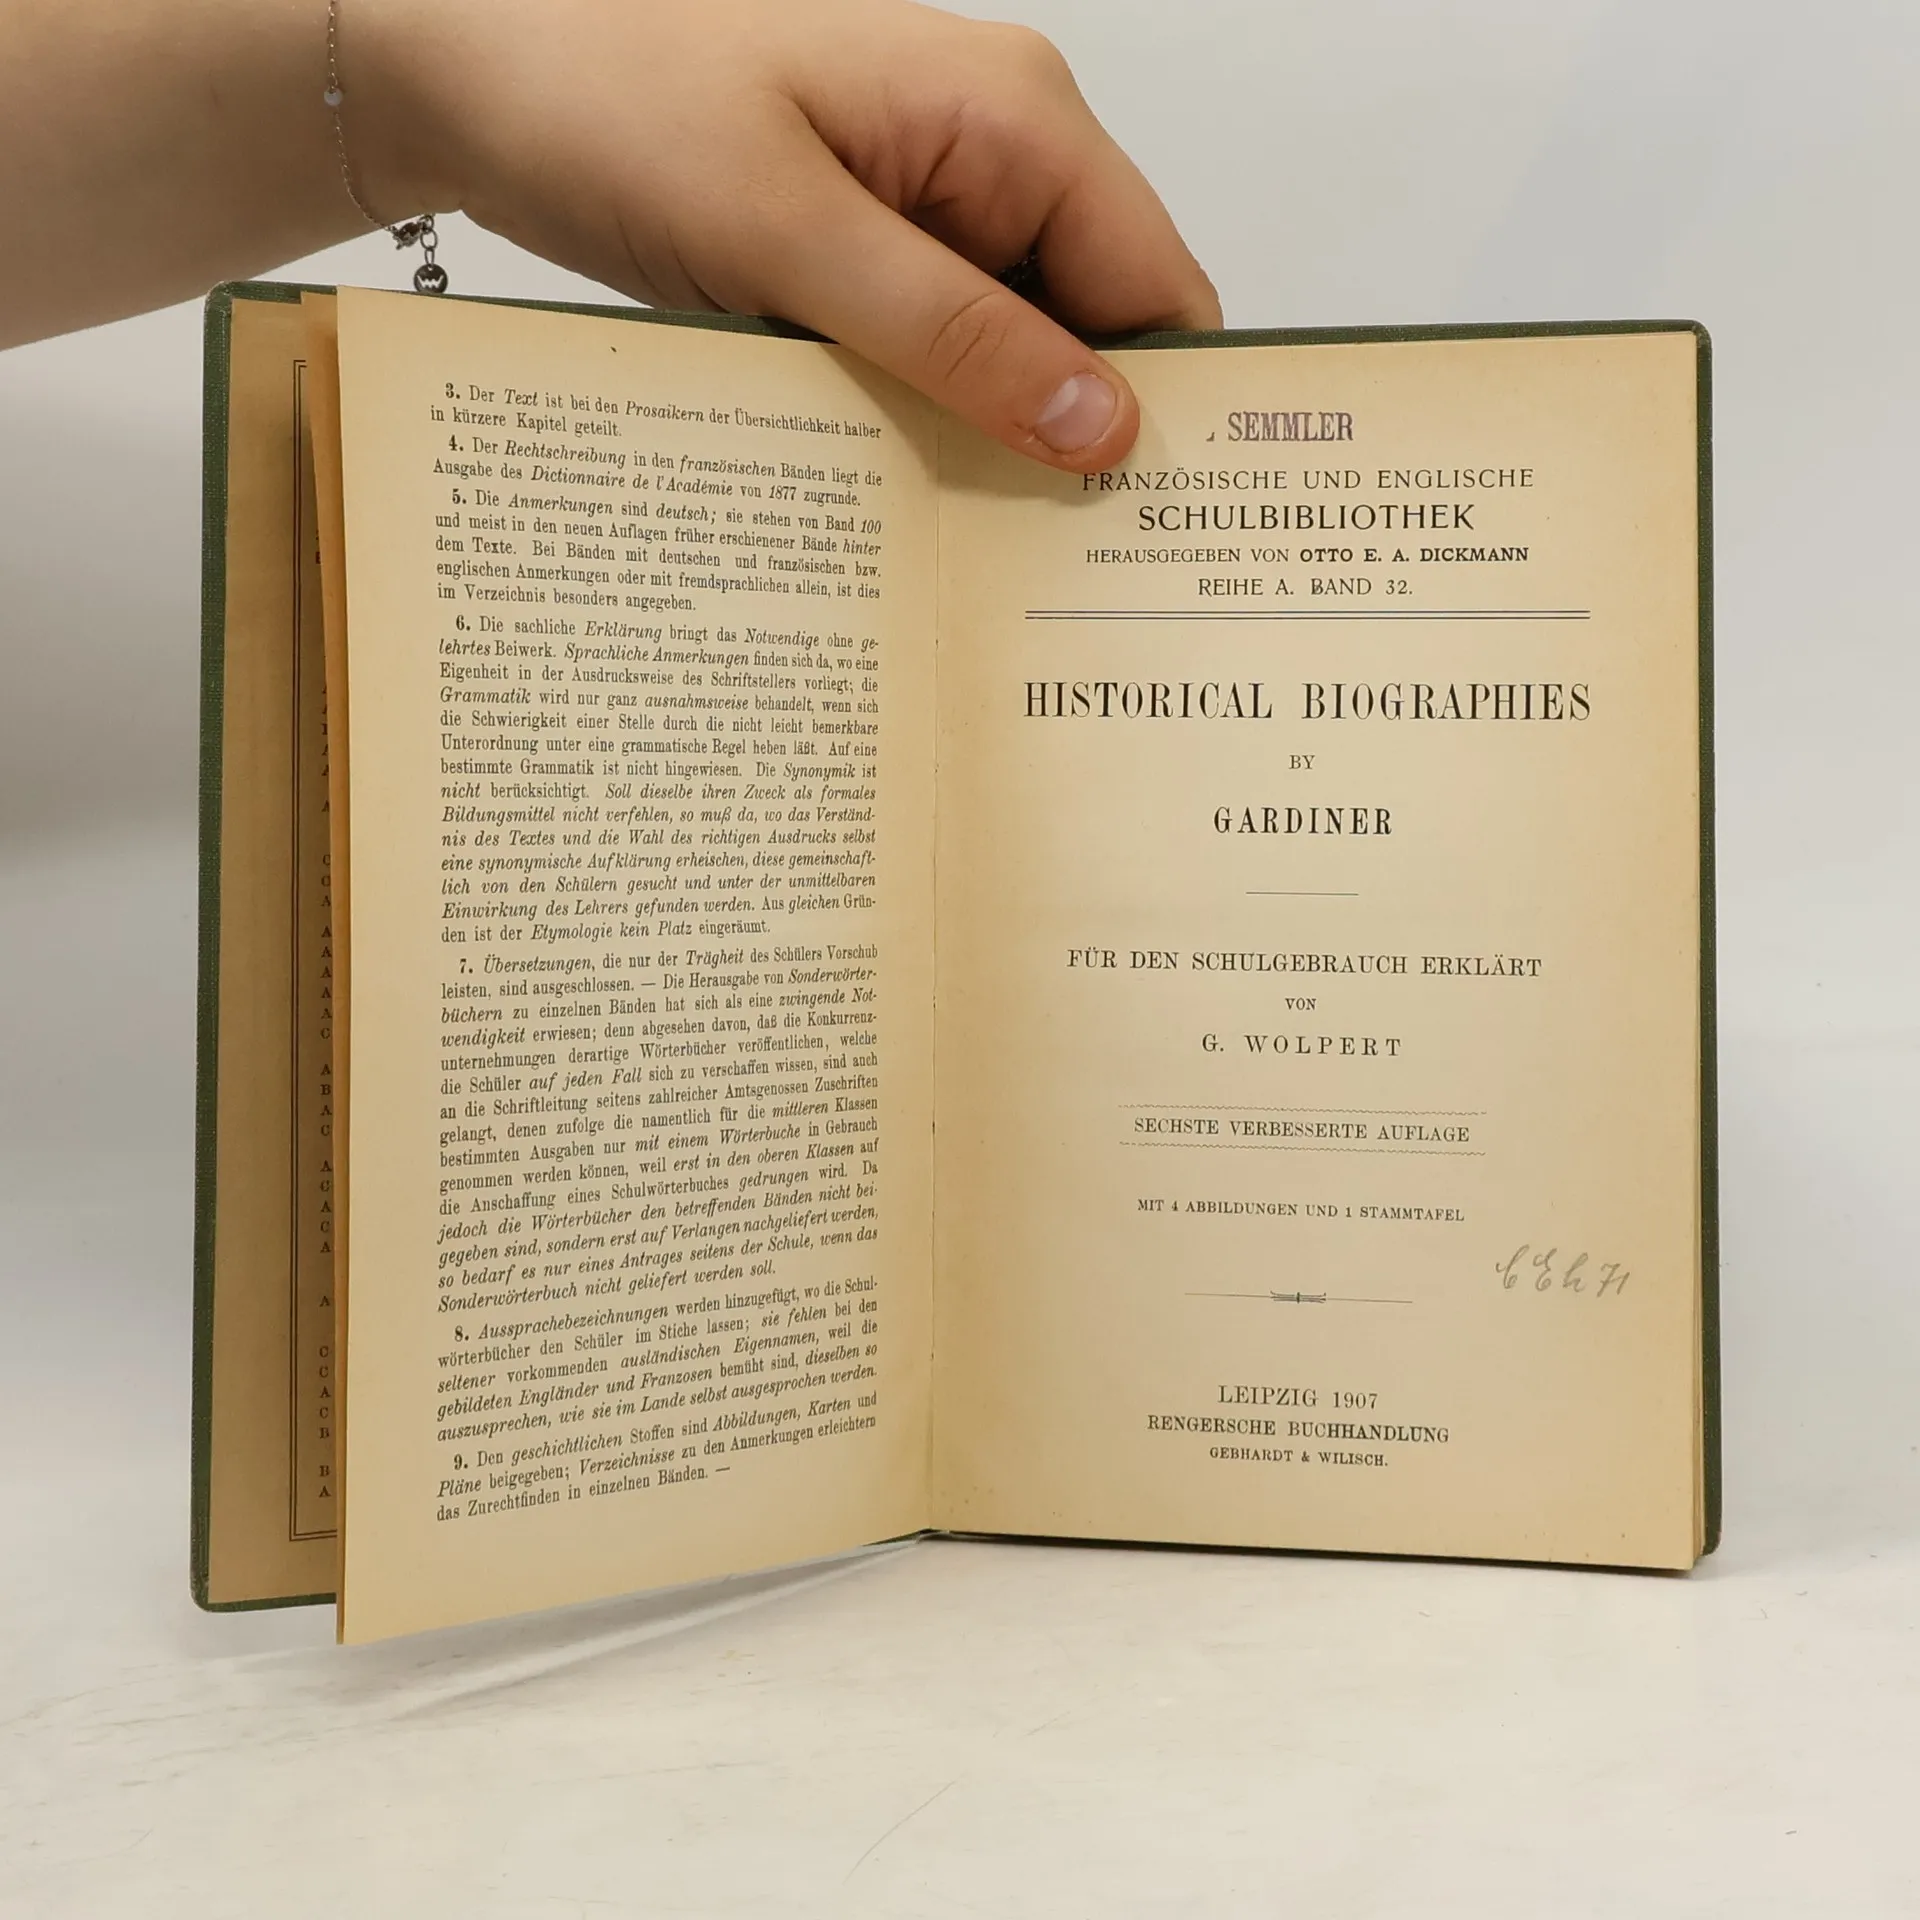 3. Der Text ist bei den Prosaikern der Übersichtlichkeit halber
in kürzere Kapitel geteilt.
4. Der Rechtschreibung in den französischen Bänden liegt die
Ausgabe des Dictionnaire de l'Académie von 1877 zugrunde.
5. Die Anmerkungen sind deutsch; sie stehen von Band 100
und meist in den neuen Auflagen früher erschienener Bände hinter
dem Texte. Bei Bänden mit deutschen und französischen bzw.
englischen Anmerkungen oder mit fremdsprachlichen allein, ist dies
im Verzeichnis besonders angegeben.
6. Die sachliche Erklärung bringt das Notwendige ohne ge-
lehrtes Beiwerk. Sprachliche Anmerkungen finden sich da, wo eine
Eigenheit in der Ausdrucksweise des Schriftstellers vorliegt; die
Grammatik wird nur ganz ausnahmsweise behandelt, wenn sich
die Schwierigkeit einer Stelle durch die nicht leicht bemerkbare
Unterordnung unter eine grammatische Regel heben läßt. Auf eine
bestimmte Grammatik ist nicht hingewiesen. Die Synonymik ist
nicht berücksichtigt. Soll dieselbe ihren Zweck als formales
Bildungsmittel nicht verfehlen, so muß da, wo das Verständ-
nis des Textes und die Wahl des richtigen Ausdrucks selbst
eine synonymische Aufklärung erheischen, diese gemeinschaft-
lich von den Schülern gesucht und unter der unmittelbaren
Einwirkung des Lehrers gefunden werden. Aus gleichen Grün-
den ist der Etymologie kein Platz eingeräumt.
7. Übersetzungen, die nur der Trägheit des Schülers Vorschub
leisten, sind ausgeschlossen. — Die Herausgabe von Sonderwörter-
büchern zu einzelnen Bänden hat sich als eine zwingende Not-
wendigkeit erwiesen; denn abgesehen davon, daß die Konkurrenz-
unternehmungen derartige Wörterbücher veröffentlichen, welche
die Schüler auf jeden Fall sich zu verschaffen wissen, sind auch
an die Schriftleitung seitens zahlreicher Amtsgenossen Zuschriften
gelangt, denen zufolge die namentlich für die mittleren Klassen
bestimmten Ausgaben nur mit einem Wörterbuche in Gebrauch
genommen werden können, weil erst in den oberen Klassen auf
die Anschaffung eines Schulwörterbuches gedrungen wird. Da
jedoch die Wörterbücher den betreffenden Bänden nicht bei-
gegeben sind, sondern erst auf Verlangen nachgeliefert werden,
so bedarf es nur eines Antrages seitens der Schule, wenn das
Sonderwörterbuch nicht geliefert werden soll.
8. Aussprachebezeichnungen werden hinzugefügt, wo die Schul-
wörterbücher den Schüler im Stiche lassen; sie fehlen bei den
seltener vorkommenden ausländischen Eigennamen, weil die
gebildeten Engländer und Franzosen bemüht sind, dieselben so
auszusprechen, wie sie im Lande selbst ausgesprochen werden.
9. Den geschichtlichen Stoffen sind Abbildungen, Karten und
Pläne beigegeben; Verzeichnisse zu den Anmerkungen erleichtern
das Zurechtfinden in einzelnen Bänden. —
SEMMLER
FRANZÖSISCHE UND ENGLISCHE
SCHULBIBLIOTHEK
HERAUSGEGEBEN VON OTTO E. A. DICKMANN
REIHE A. BAND 32.
HISTORICAL BIOGRAPHIES
BY
GARDINER
FÜR DEN SCHULGEBRAUCH ERKLÄRT
VON
G. WOLPERT
SECHSTE VERBESSERTE AUFLAGE
MIT 4 ABBILDUNGEN UND 1 STAMMTAFEL
LEIPZIG 1907
RENGERSCHE BUCHHANDLUNG
GEBHARDT & WILISCH.